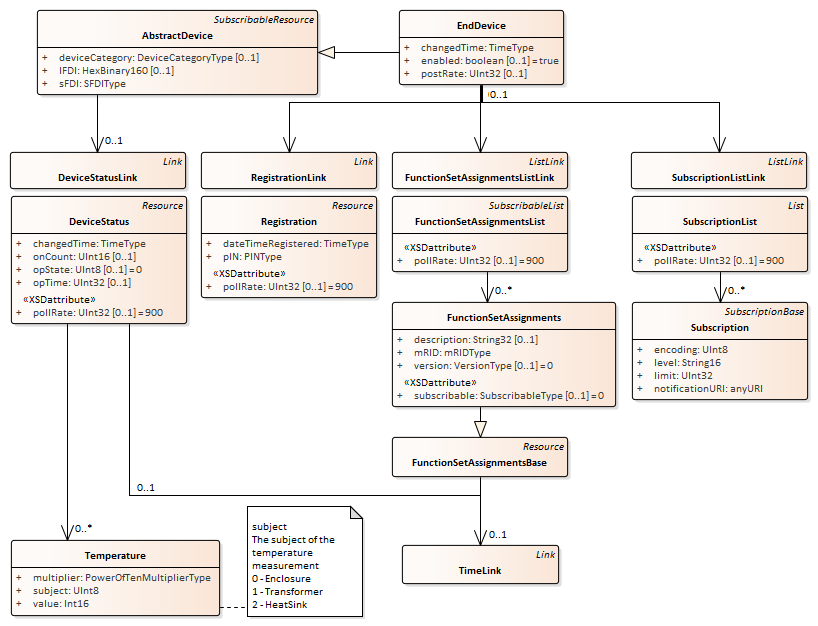 SubscribableResource
AbstractDevice
+ deviceCategory: DeviceCategoryType [0..1]
+ lFDI: HexBinary160 [0..1]
+ sFDI: SFDIType
EndDevice
+ changedTime: TimeType
+ enabled: boolean [0..1] = true
+ postRate: UInt32 [0..1]
0..1
0..1
Link
DeviceStatusLink
Link
RegistrationLink
ListLink
FunctionSetAssignmentsListLink
ListLink
SubscriptionListLink
Resource
DeviceStatus
+ changedTime: TimeType
+ onCount: UInt16 [0..1]
+ opState: UInt8 [0..1] = 0
+ opTime: UInt32 [0..1]
«XSDattribute»
+ pollRate: UInt32 [0..1] = 900
Resource
Registration
+ dateTimeRegistered: TimeType
+ pIN: PINType
«XSDattribute»
+ pollRate: UInt32 [0..1] = 900
SubscribableList
FunctionSetAssignmentsList
«XSDattribute»
+ pollRate: UInt32 [0..1] = 900
List
SubscriptionList
«XSDattribute»
+ pollRate: UInt32 [0..1] = 900
0..*
0..*
FunctionSetAssignments
+ description: String32 [0..1]
+ mRID: mRIDType
+ version: VersionType [0..1] = 0
«XSDattribute»
+ subscribable: SubscribableType [0..1] = 0
SubscriptionBase
Subscription
+ encoding: UInt8
+ level: String16
+ limit: UInt32
+ notificationURI: anyURI
Resource
FunctionSetAssignmentsBase
0..1
0..*
0..1
Temperature
+ multiplier: PowerOfTenMultiplierType
+ subject: UInt8
+ value: Int16
subject
The subject of the
temperature
measurement
0 - Enclosure
1 - Transformer
2 - HeatSink
Link
TimeLink